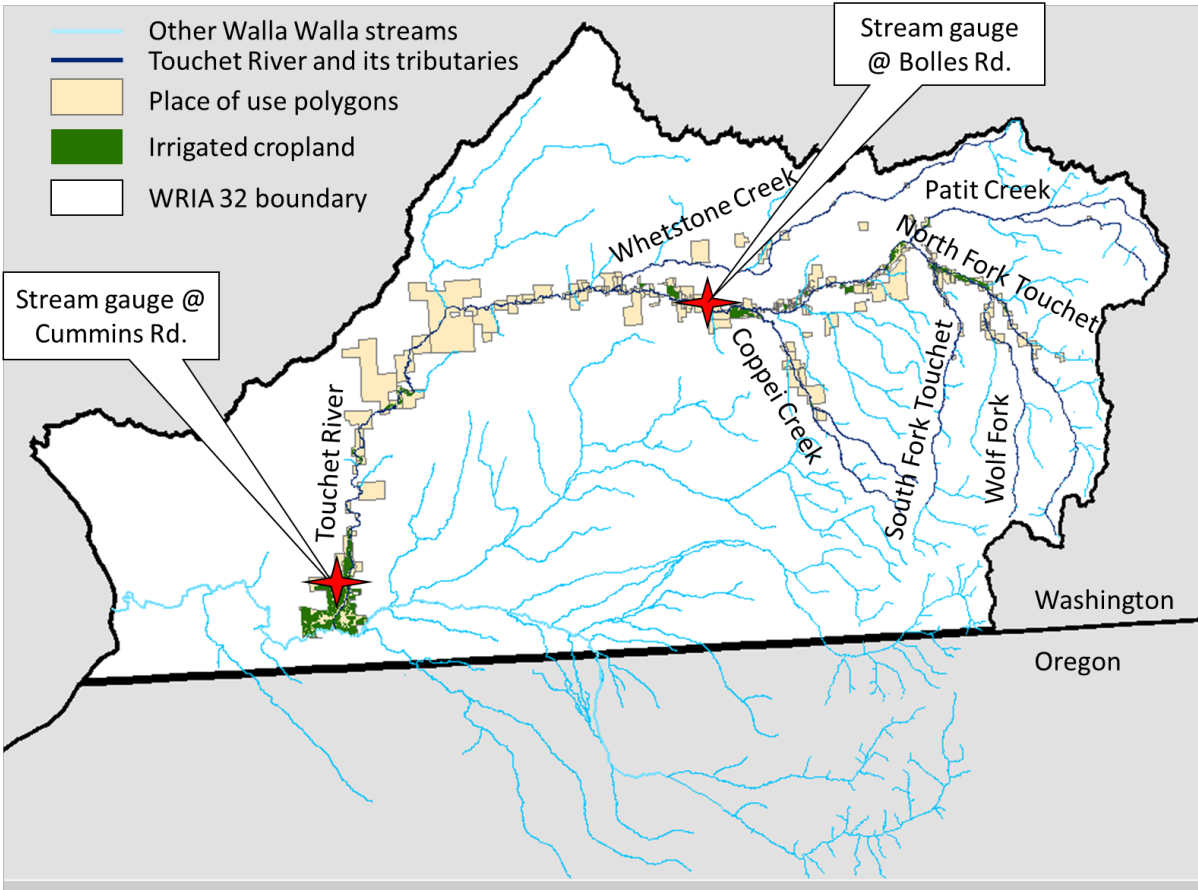 Other Walla Walla streams
Touchet River and its tributaries
Place of use polygons
Irrigated cropland
WRIA 32 boundary
Stream gauge
@ Bolles Rd.
Whetstone Creek
Patit Creek
North Fork Touchet
Stream gauge @
Cummins Rd.
Touchet River
Coppei Creek
South Fork Touchet
Wolf Fork
Washington
Oregon